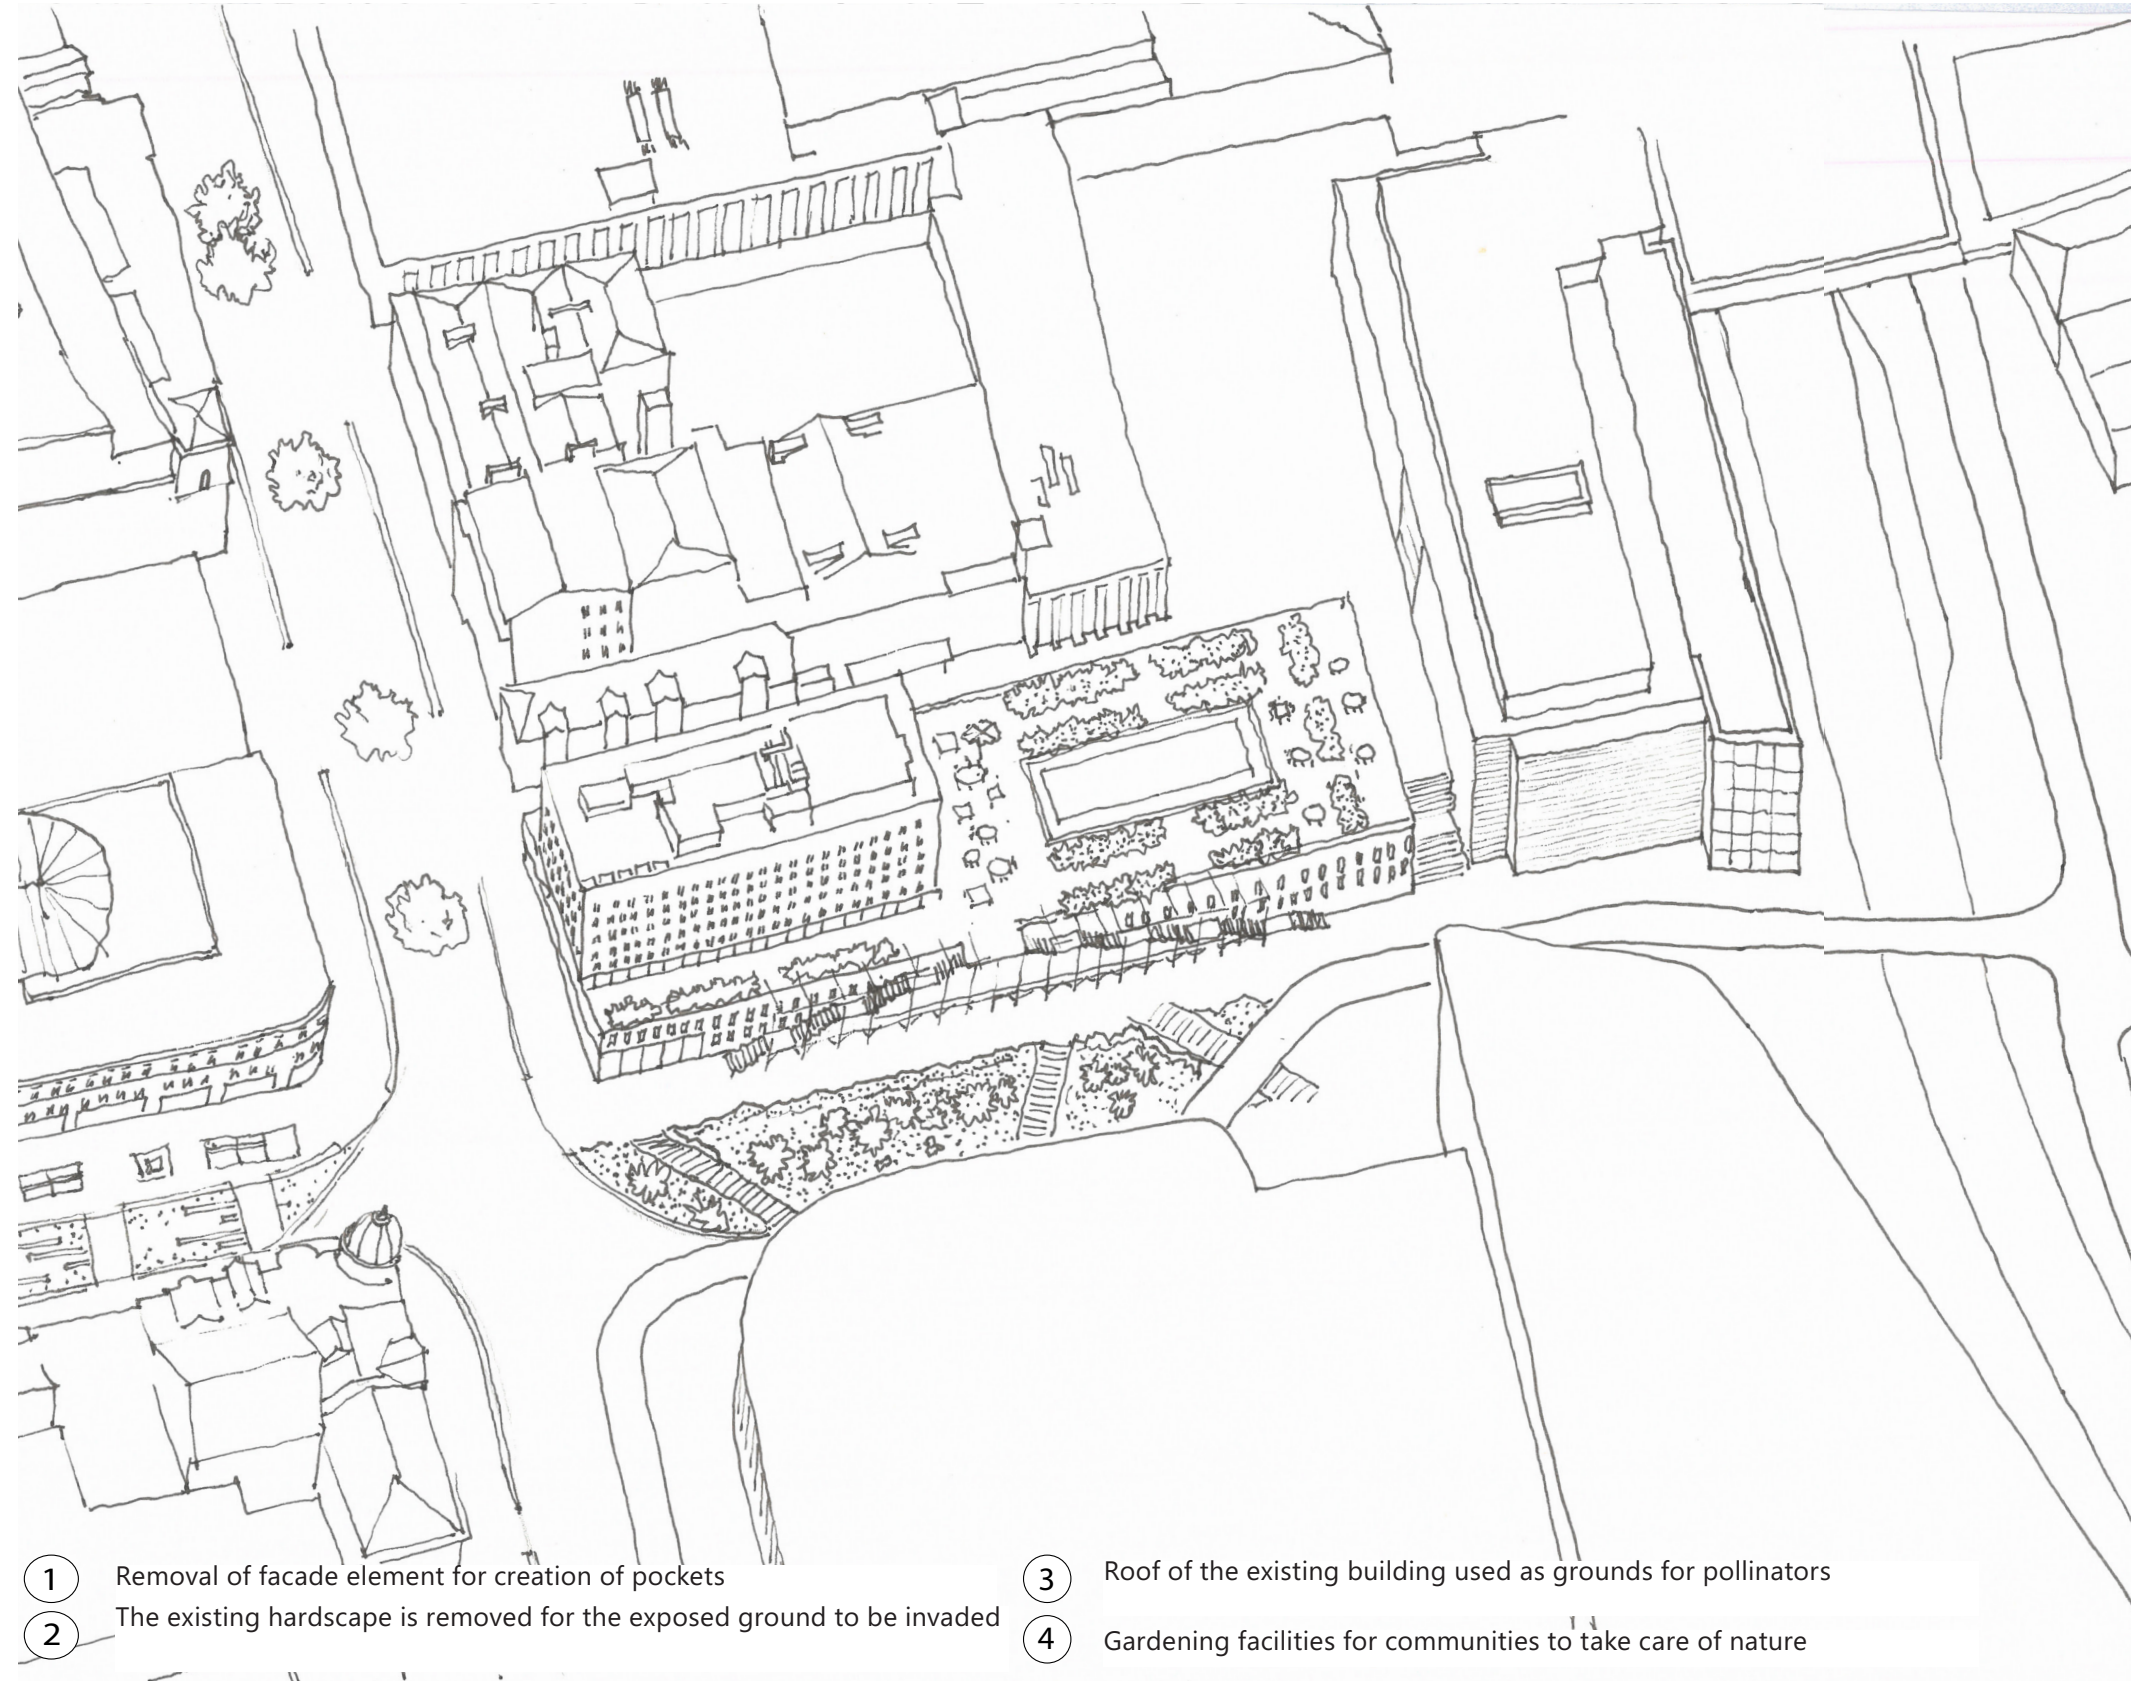 1 Removal of facade element for creation of pockets
2 The existing hardscape is removed for the exposed ground to be invaded
3 Roof of the existing building used as grounds for pollinators
4 Gardening facilities for communities to take care of nature